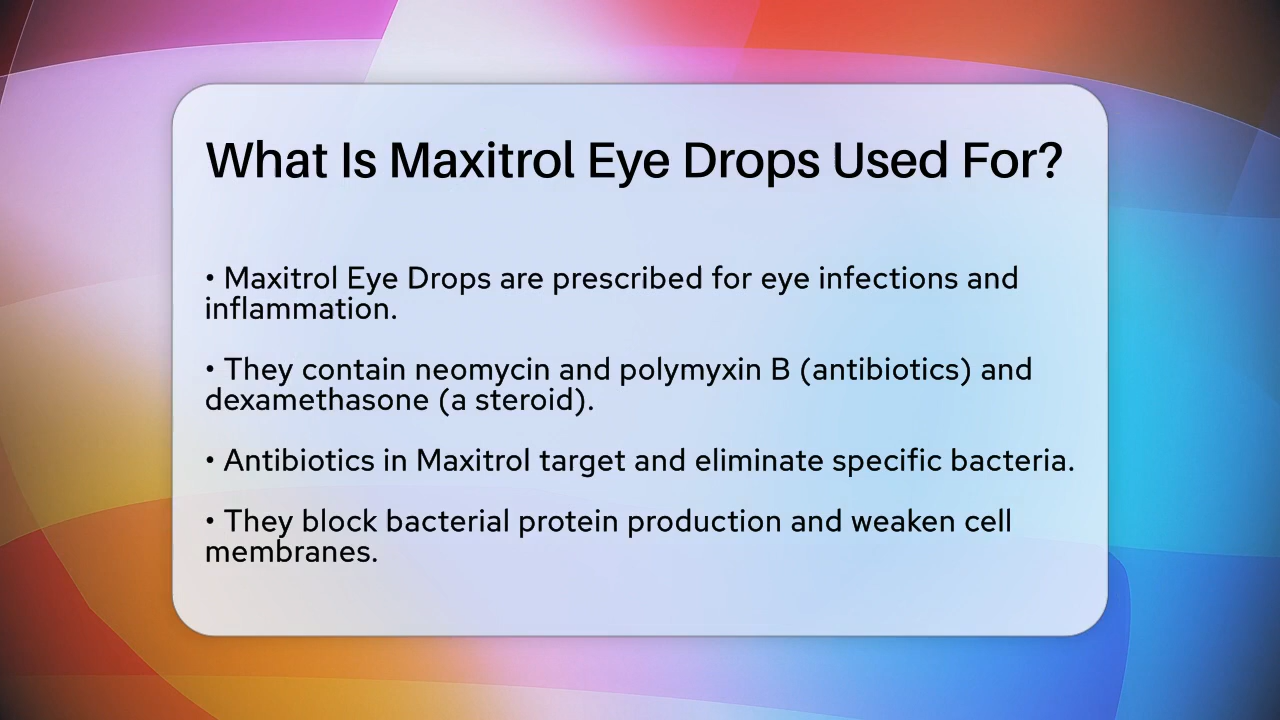 What Is Maxitrol Eye Drops Used For?
• Maxitrol Eye Drops are prescribed for eye infections and
inflammation.
• They contain neomycin and polymyxin B (antibiotics) and
dexamethasone (a steroid).
• Antibiotics in Maxitrol target and eliminate specific bacteria.
• They block bacterial protein production and weaken cell
membranes.